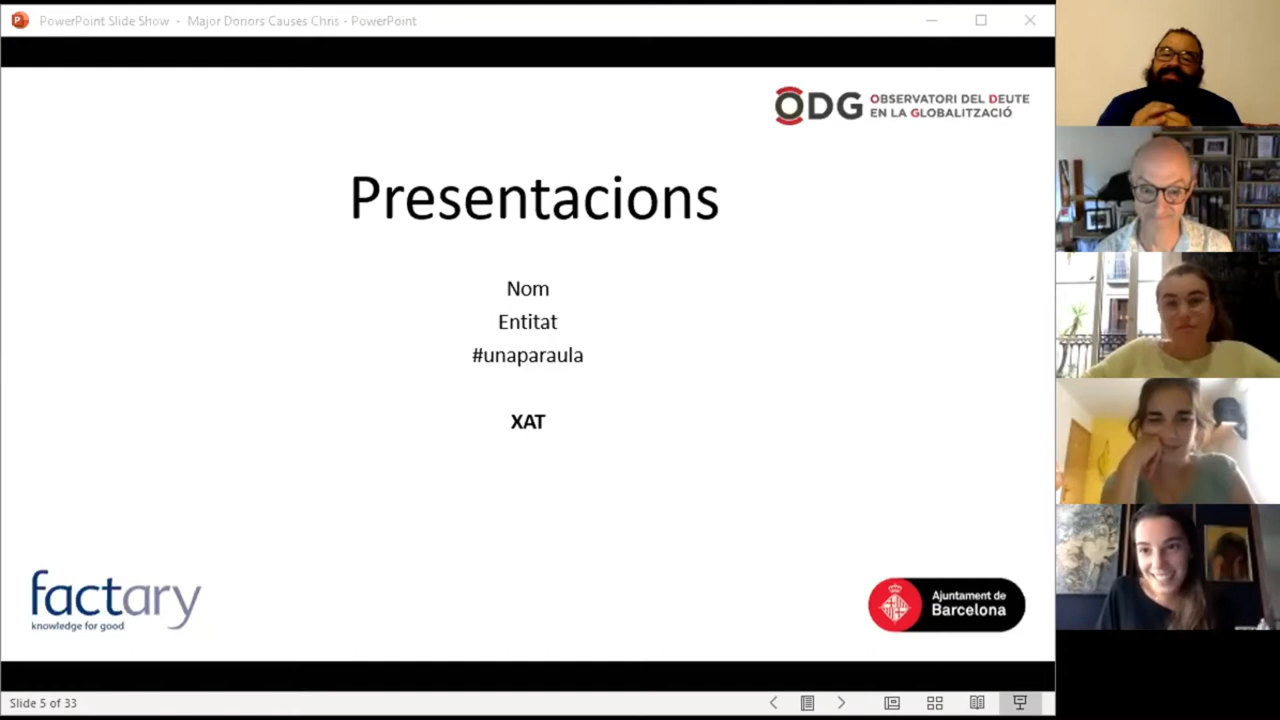 PowerPoint Slide Show - Major Donors Causes Chris - PowerPoint
ODG OBSERVATORI DEL DEUTE
EN LA GLOBALITZACIÓ
Presentacions
Nom
Entitat
#unaparaula
XAT
factary
knowledge for good
Ajuntament de
Barcelona
Slide 5 of 33